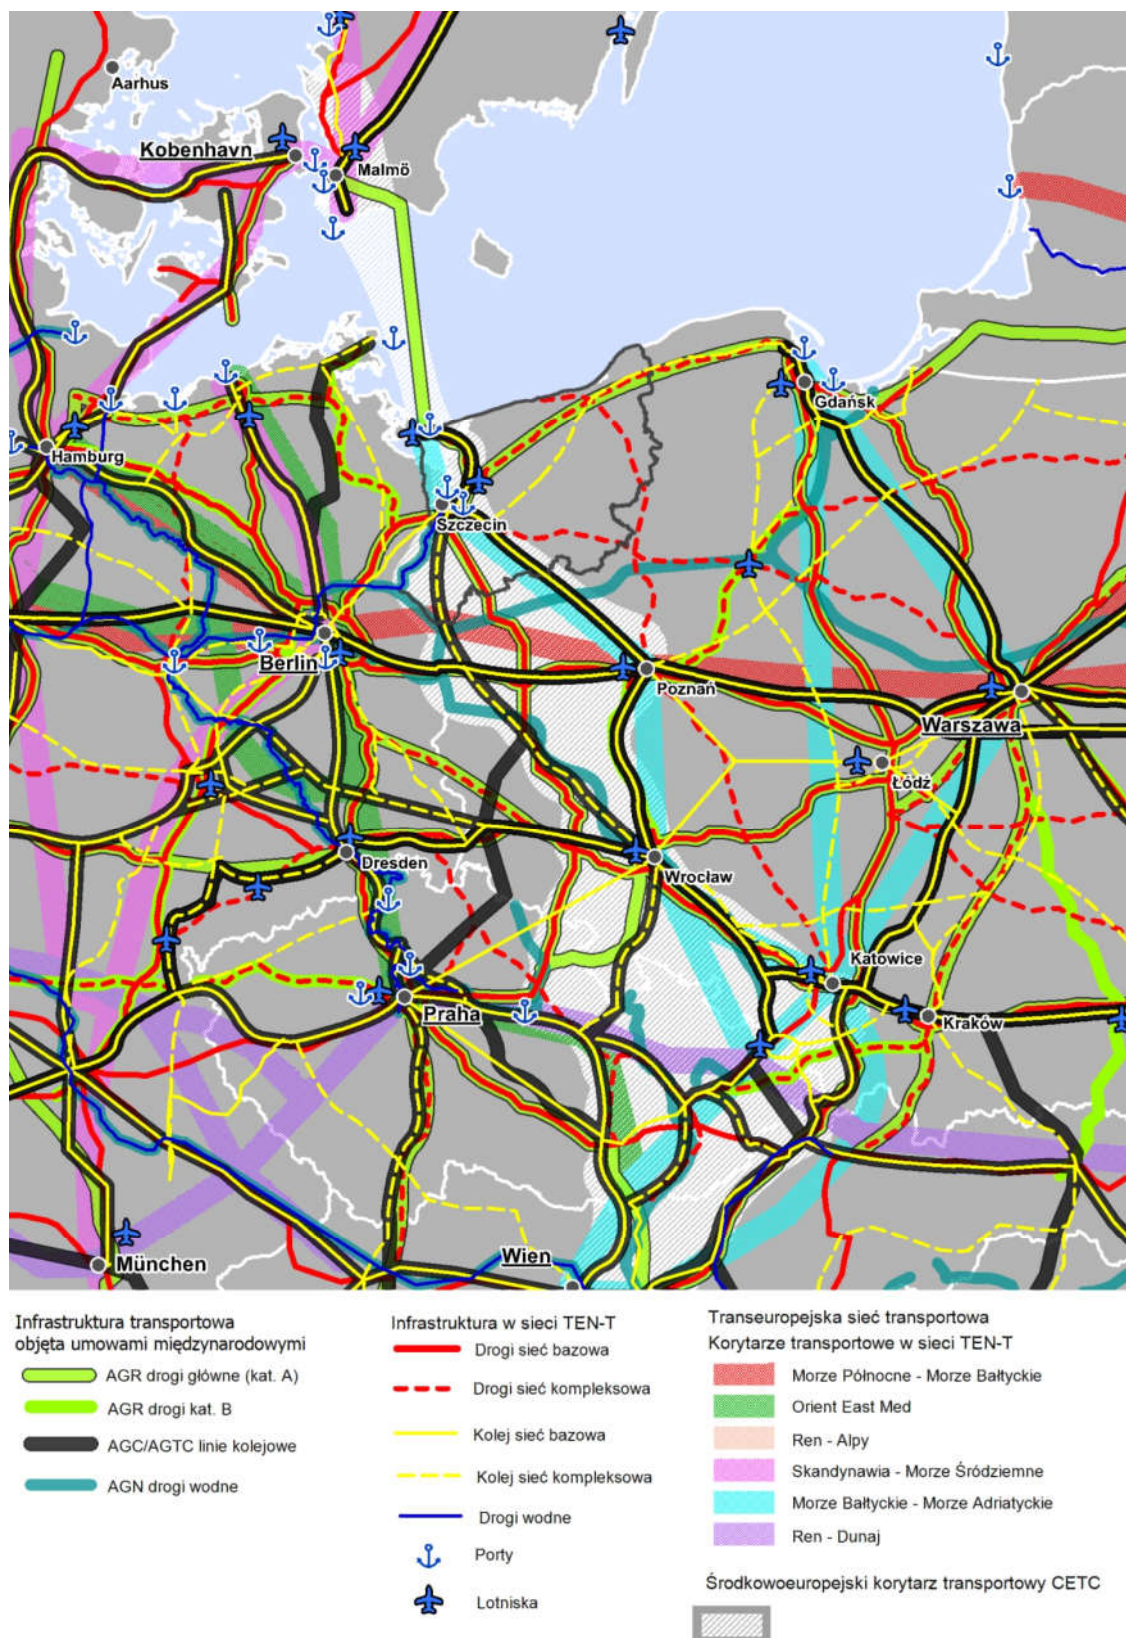 Aarhus
Kobenhavn
Malmö
Gdańsk
Hamburg
Szczecin
Berlin
Poznań
Warszawa
Łódź
Dresden
Wrocław
Katowice
Praha
Kraków
Wien
München
Infrastruktura transportowa
objęta umowami międzynarodowymi
AGR drogi główne (kat. A)
AGR drogi kat. B
AGC/AGTC linie kolejowe
AGN drogi wodne
Infrastruktura w sieci TEN-T
Drogi sieć bazowa
Drogi sieć kompleksowa
Kolej sieć bazowa
Kolej sieć kompleksowa
Drogi wodne
Porty
Lotniska
Transeuropejska sieć transportowa
Korytarze transportowe w sieci TEN-T
Morze Północne - Morze Bałtyckie
Orient East Med
Ren - Alpy
Skandynawia - Morze Śródziemne
Morze Bałtyckie - Morze Adriatyckie
Ren - Dunaj
Środkowoeuropejski korytarz transportowy CETC